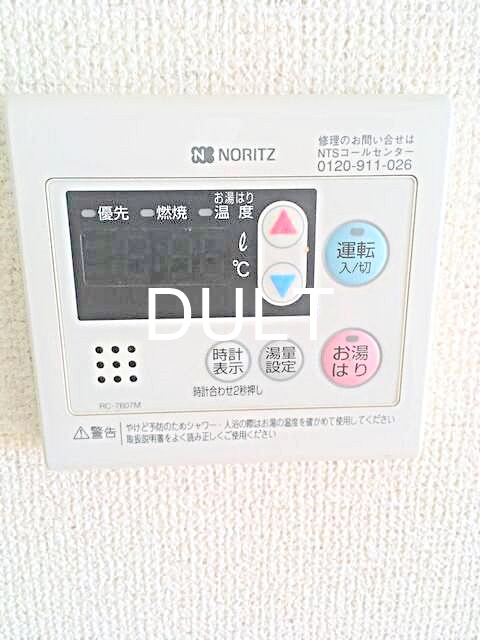 NORITZ
修理のお問い合せは
NTSコールセンター
0120-911-026
お湯はり
優先 燃焼 温度
ℓ
℃
運転
入/切
DULT
時計
表示
湯量
設定
お湯
はり
時計合わせ2秒押し
RC-7607M
⚠警告 やけど予防のためシャワー・入浴の際はお湯の温度を確かめて使用してください
取扱説明書をよく読み正しくご使用ください